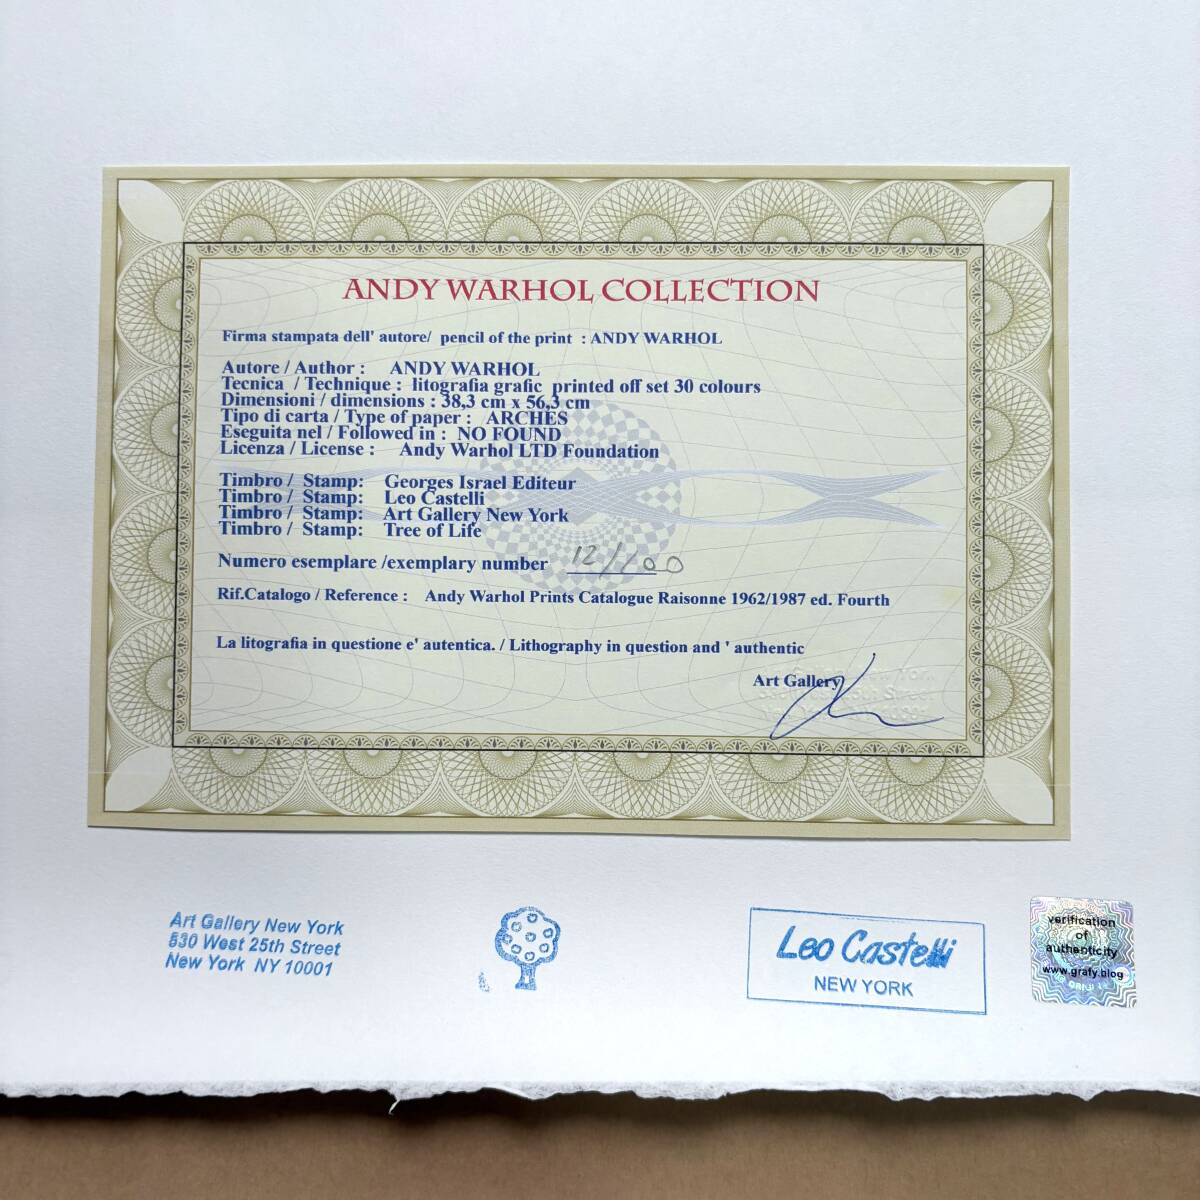 ANDY WARHOL COLLECTION
Firma stampata dell' autore/ pencil of the print : ANDY WARHOL
Autore / Author : ANDY WARHOL
Tecnica / Technique : litografia grafic printed off set 30 colours
Dimensioni / dimensions : 38,3 cm x 56,3 cm
Tipo di carta / Type of paper : ARCHES
Eseguita nel / Followed in : NO FOUND
Licenza / License : Andy Warhol LTD Foundation
Timbro / Stamp: Georges Israel Editeur
Timbro / Stamp: Leo Castelli
Timbro / Stamp: Art Gallery New York
Timbro / Stamp: Tree of Life
Numero esemplare /exemplary number 12/100
Rif.Catalogo / Reference : Andy Warhol Prints Catalogue Raisonne 1962/1987 ed. Fourth
La litografia in questione e' autentica. / Lithography in question and ' authentic
Art Gallery
Art Gallery New York
530 West 25th Street
New York NY 10001
Leo Castelli
NEW YORK
verification
of
authenticity
www.grafy.blog